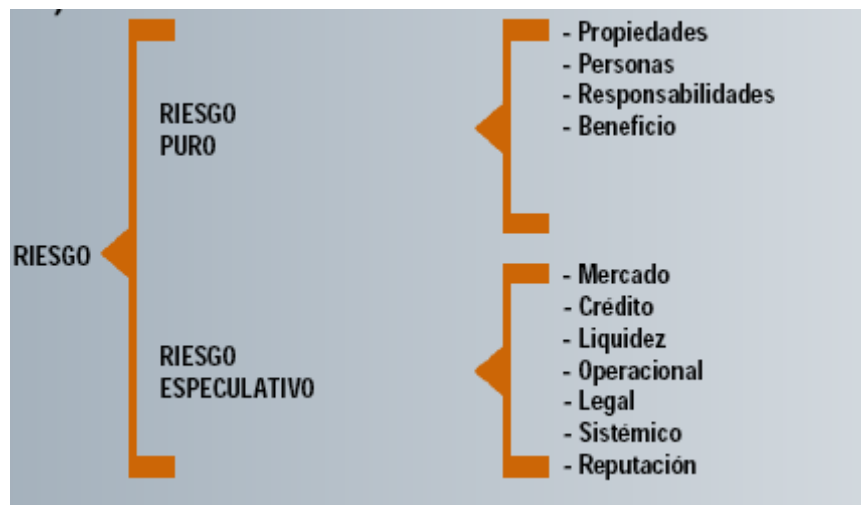 RIESGO
RIESGO
PURO
- Propiedades
- Personas
- Responsabilidades
- Beneficio
RIESGO
ESPECULATIVO
- Mercado
- Crédito
- Liquidez
- Operacional
- Legal
- Sistémico
- Reputación